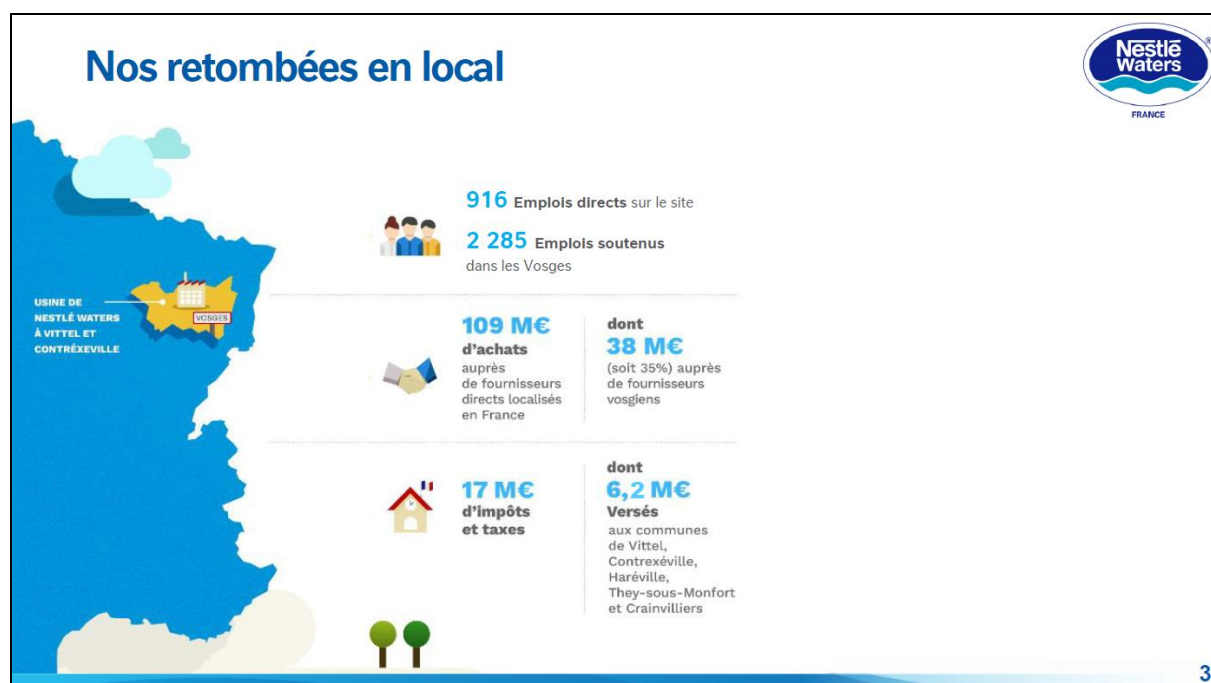 Nos retombées en local
Nestlé
Waters
®
FRANCE
916 Emplois directs sur le site
2 285 Emplois soutenus
dans les Vosges
USINE DE
NESTLÉ WATERS
À VITTEL ET
CONTRÉXEVILLE
VOSGES
109 M€
d'achats
auprès
de fournisseurs
directs localisés
en France
dont
38 M€
(soit 35%) auprès
de fournisseurs
vosgiens
17 M€
d'impôts
et taxes
dont
6,2 M€
Versés
aux communes
de Vittel,
Contrexéville,
Haréville,
They-sous-Monfort
et Crainvilliers
3